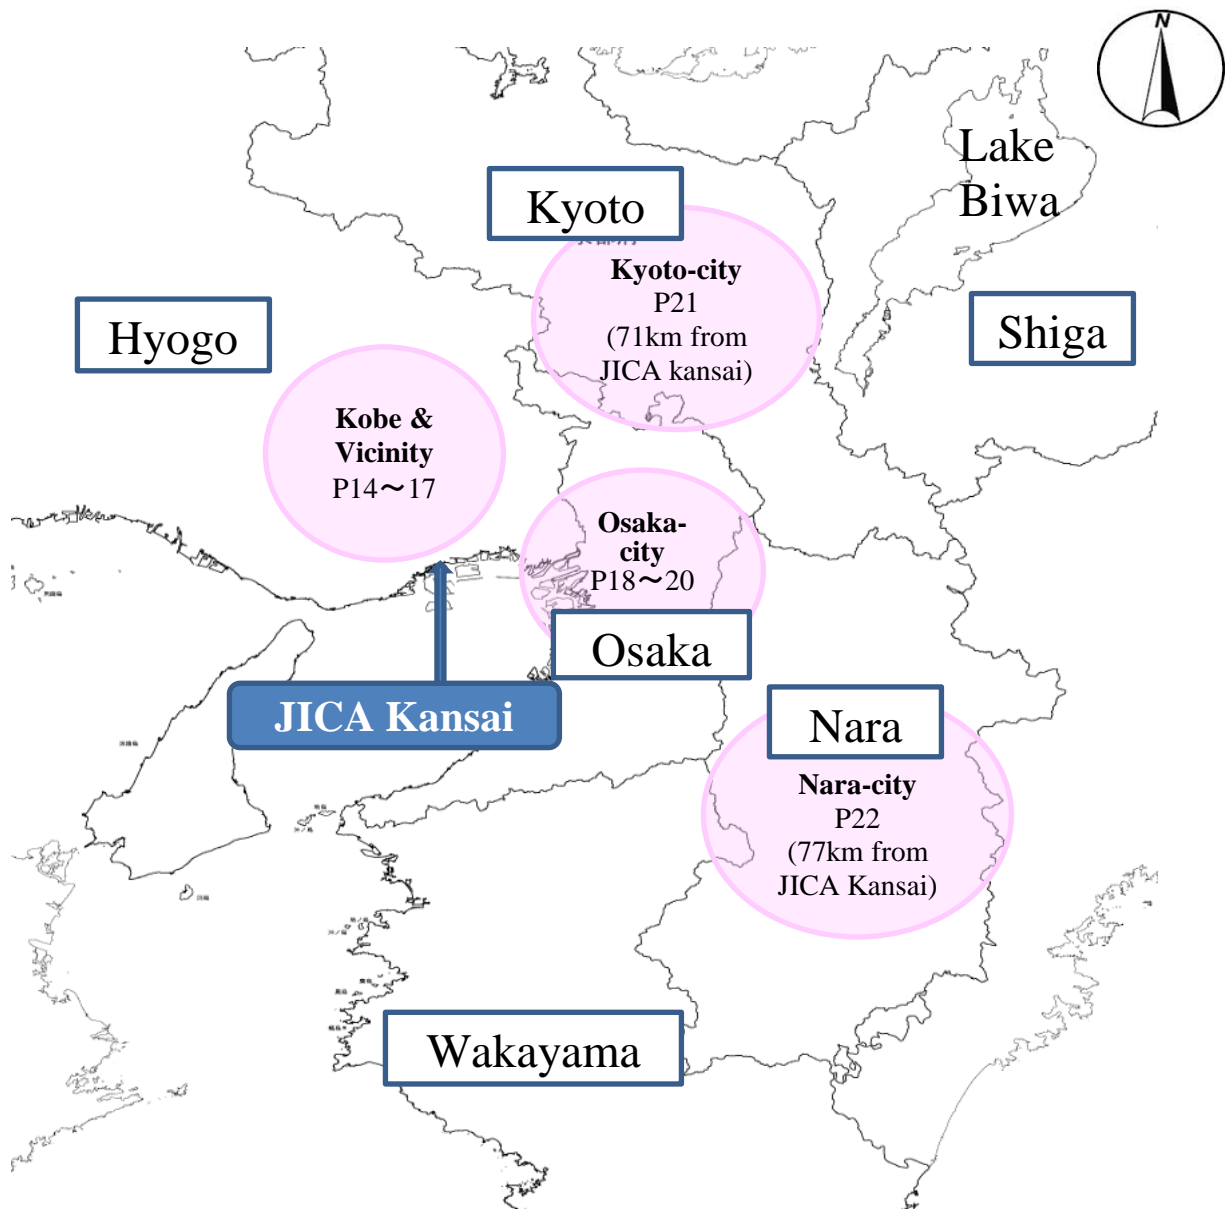 N
Lake
Biwa
Kyoto
Kyoto-city
P21
(71km from
JICA kansai)
Hyogo
Shiga
Kobe &
Vicinity
P14～17
Osaka-
city
P18～20
Osaka
JICA Kansai
Nara
Nara-city
P22
(77km from
JICA Kansai)
Wakayama